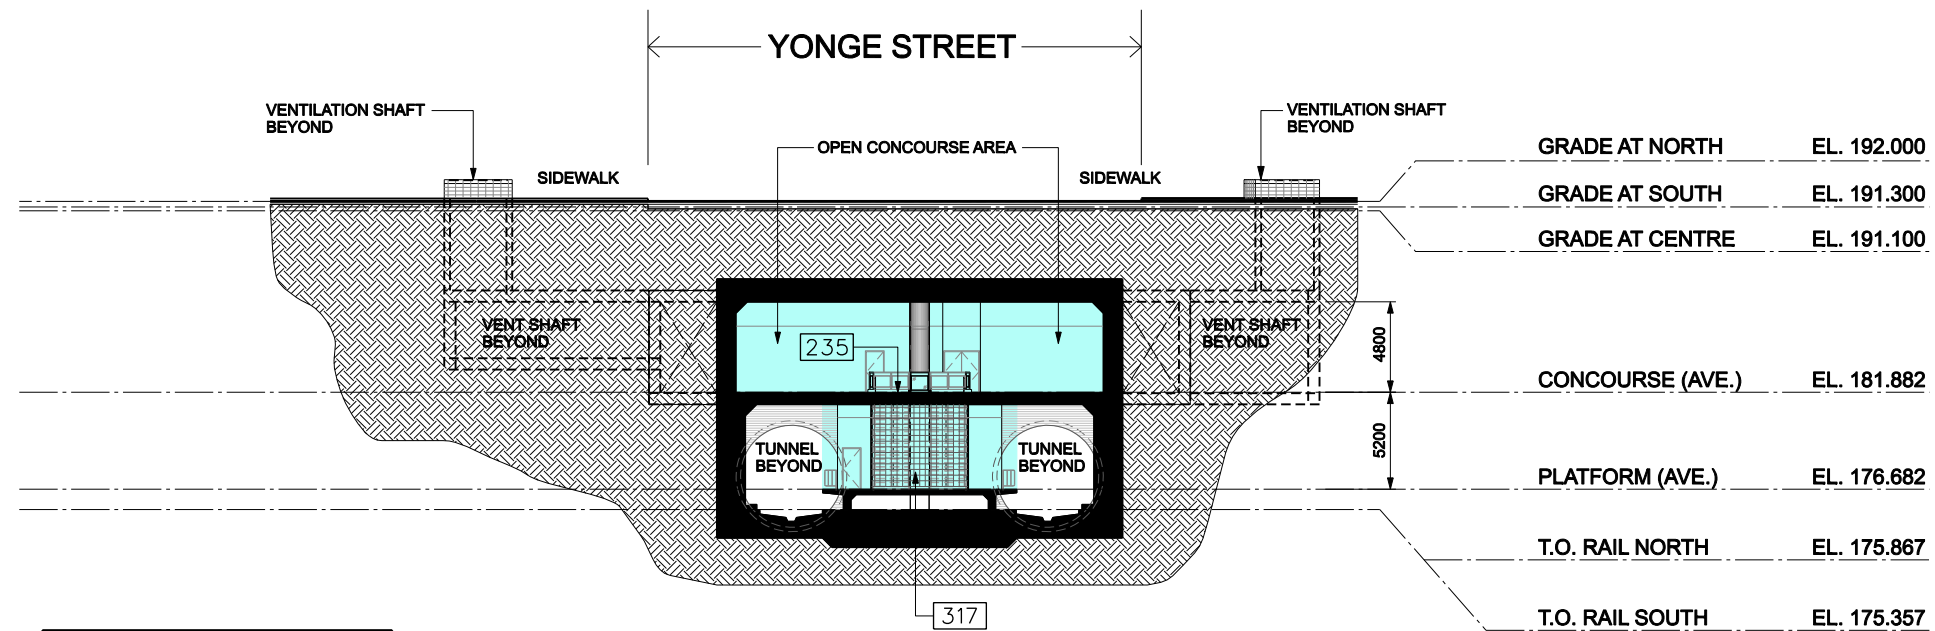 YONGE STREET
VENTILATION SHAFT
BEYOND
VENTILATION SHAFT
BEYOND
OPEN CONCOURSE AREA
SIDEWALK
SIDEWALK
GRADE AT NORTH EL. 192.000
GRADE AT SOUTH EL. 191.300
GRADE AT CENTRE EL. 191.100
VENT SHAFT
BEYOND
235
VENT SHAFT
BEYOND
4800
CONCOURSE (AVE.) EL. 181.882
5200
TUNNEL
BEYOND
TUNNEL
BEYOND
PLATFORM (AVE.) EL. 176.682
T.O. RAIL NORTH EL. 175.867
317
T.O. RAIL SOUTH EL. 175.357